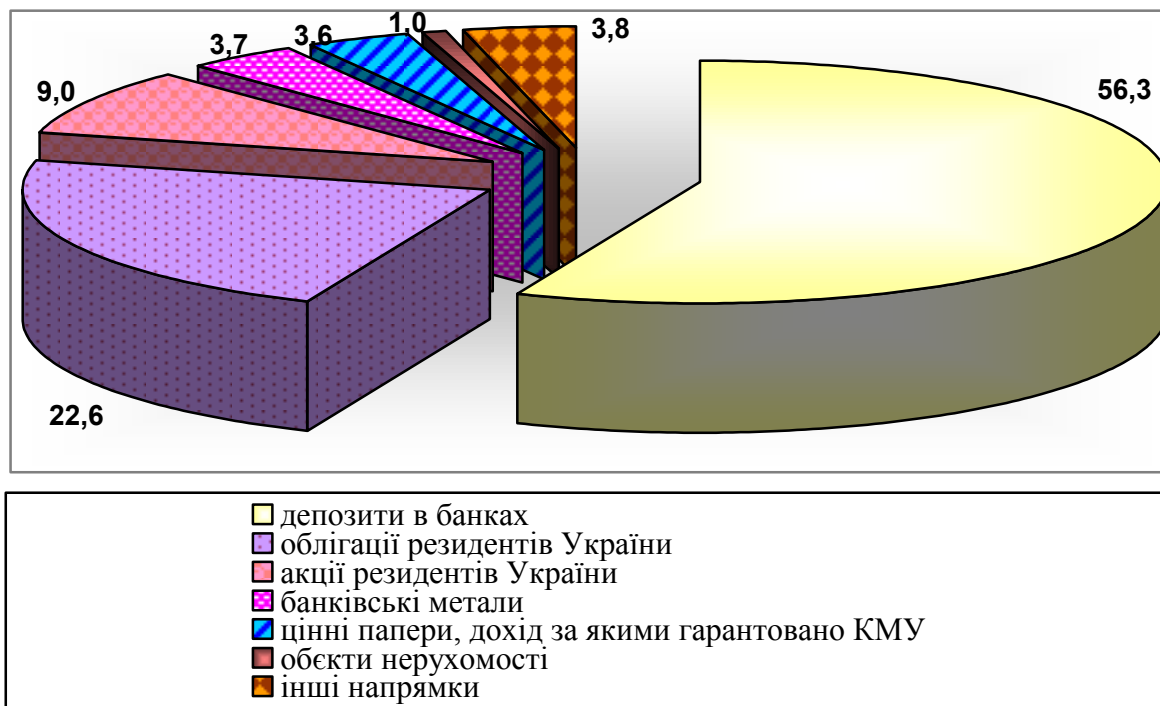 1,0
3,8
3,6
3,7
56,3
9,0
22,6
депозити в банках
облігації резидентів України
акції резидентів України
банківські метали
цінні папери, дохід за якими гарантовано КМУ
обєкти нерухомості
інші напрямки